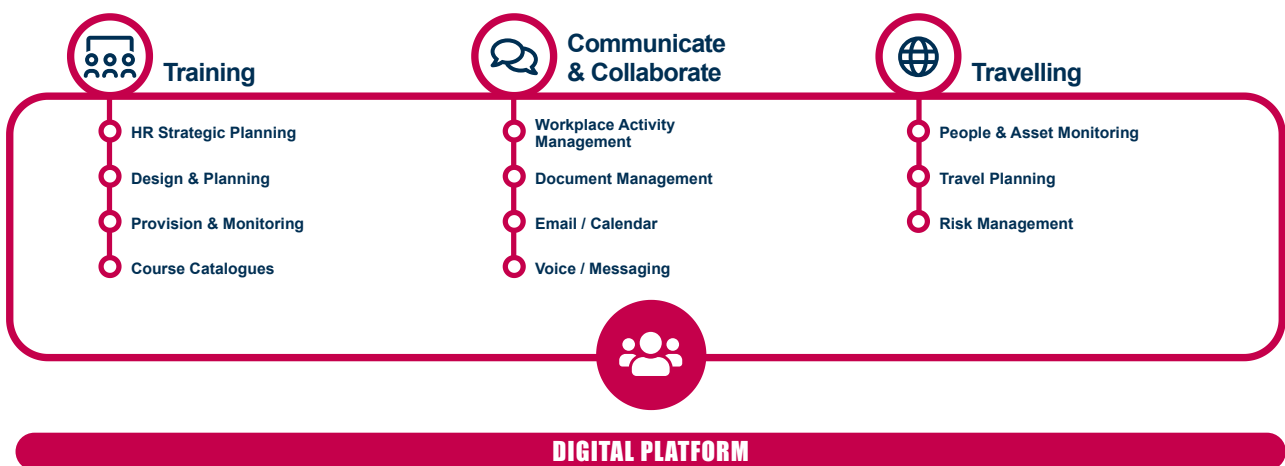 Training
HR Strategic Planning
Design & Planning
Provision & Monitoring
Course Catalogues
Communicate
& Collaborate
Workplace Activity
Management
Document Management
Email / Calendar
Voice / Messaging
Travelling
People & Asset Monitoring
Travel Planning
Risk Management
DIGITAL PLATFORM